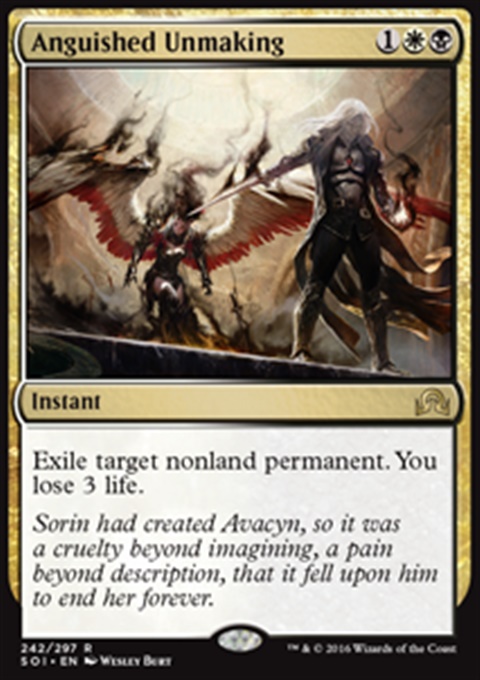 Anguished Unmaking 1
Instant
Exile target nonland permanent. You
lose 3 life.
Sorin had created Avacyn, so it was
a cruelty beyond imagining, a pain
beyond description, that it fell upon him
to end her forever.
242/297 R
SOI • EN Wesley Burt
™ & © 2016 Wizards of the Coast